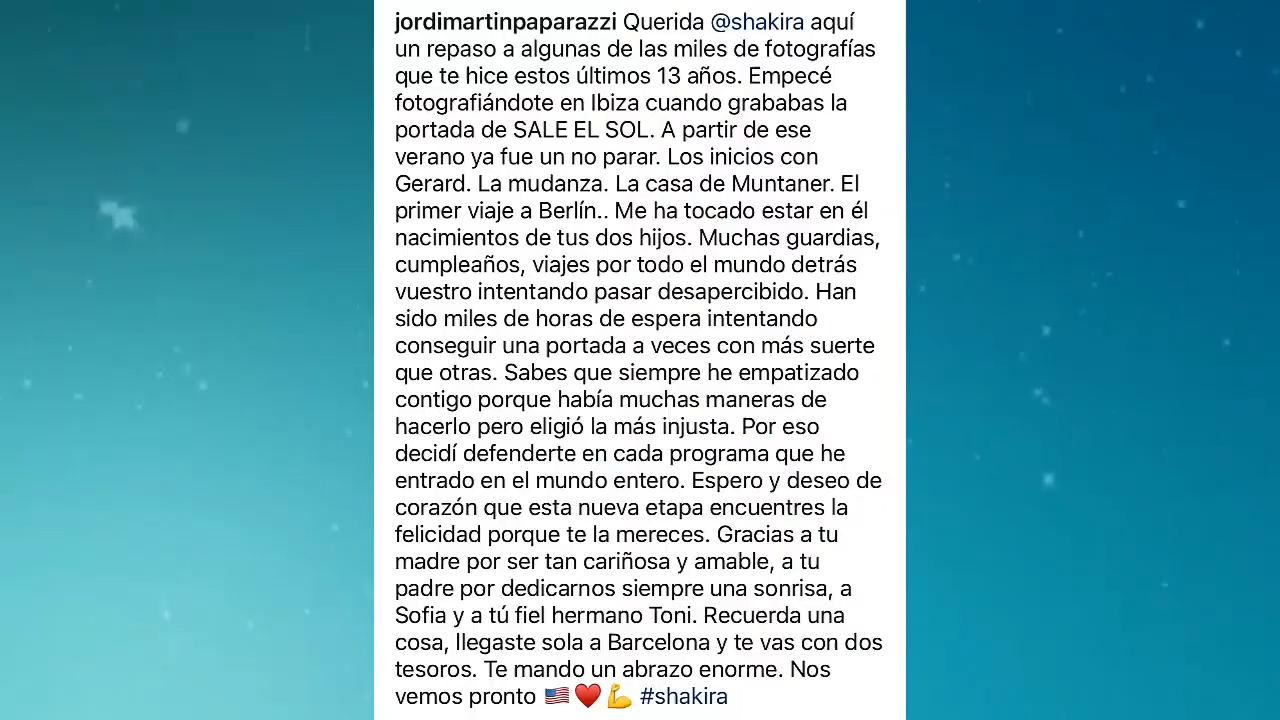 jordimartinpaparazzi Querida @shakira aquí
un repaso a algunas de las miles de fotografías
que te hice estos últimos 13 años. Empecé
fotografiándote en Ibiza cuando grababas la
portada de SALE EL SOL. A partir de ese
verano ya fue un no parar. Los inicios con
Gerard. La mudanza. La casa de Muntaner. El
primer viaje a Berlín.. Me ha tocado estar en él
nacimientos de tus dos hijos. Muchas guardias,
cumpleaños, viajes por todo el mundo detrás
vuestro intentando pasar desapercibido. Han
sido miles de horas de espera intentando
conseguir una portada a veces con más suerte
que otras. Sabes que siempre he empatizado
contigo porque había muchas maneras de
hacerlo pero eligió la más injusta. Por eso
decidí defenderte en cada programa que he
entrado en el mundo entero. Espero y deseo de
corazón que esta nueva etapa encuentres la
felicidad porque te la mereces. Gracias a tu
madre por ser tan cariñosa y amable, a tu
padre por dedicarnos siempre una sonrisa, a
Sofia y a tú fiel hermano Toni. Recuerda una
cosa, llegaste sola a Barcelona y te vas con dos
tesoros. Te mando un abrazo enorme. Nos
vemos pronto 🇺🇸♥️💪 #shakira